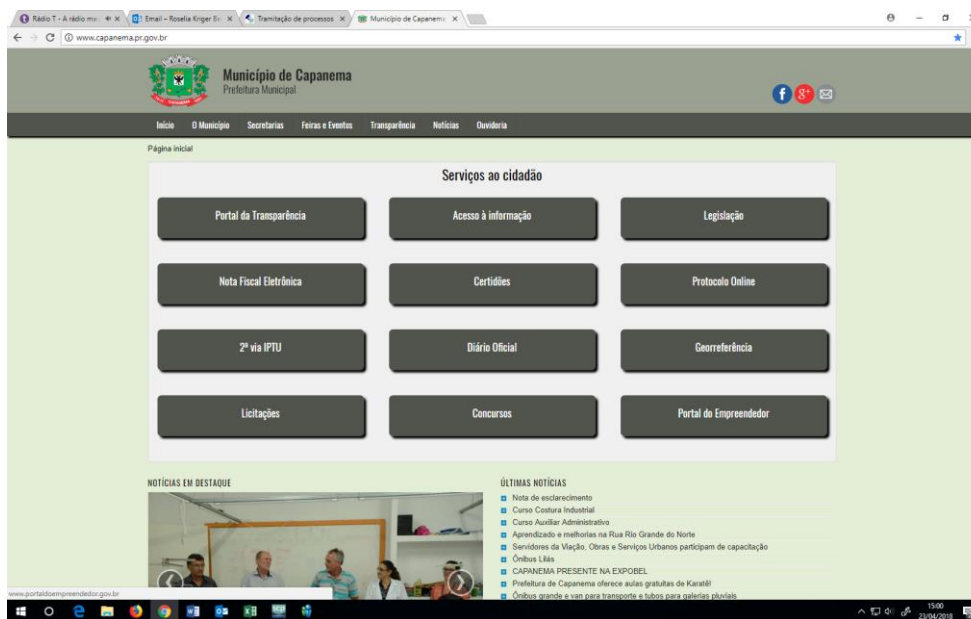 Rádio T - A rádio ma
Email – Roselia Kriger Be
Tramitação de processos
Município de Capanema
www.capanema.pr.gov.br
Município de Capanema
Prefeitura Municipal
Início O Município Secretarias Feiras e Eventos Transparência Notícias Ouvidoria
Página inicial
Serviços ao cidadão
Portal da Transparência Acesso à informação Legislação
Nota Fiscal Eletrônica Certidões Protocolo Online
2ª via IPTU Diário Oficial Georreferência
Licitações Concursos Portal do Empreendedor
NOTÍCIAS EM DESTAQUE
ÚLTIMAS NOTÍCIAS
Nota de esclarecimento
Curso Costura Industrial
Curso Auxiliar Administrativo
Aprendizado e melhorias na Rua Rio Grande do Norte
Servidores da Viação, Obras e Serviços Urbanos participam de capacitação
Ônibus Lilás
CAPANEMA PRESENTE NA EXPOBEL
Prefeitura de Capanema oferece aulas gratuitas de Karatê!
Ônibus grande e van para transporte e tubos para galerias pluviais
www.portaldoempreendedor.gov.br
15:00
23/04/2018